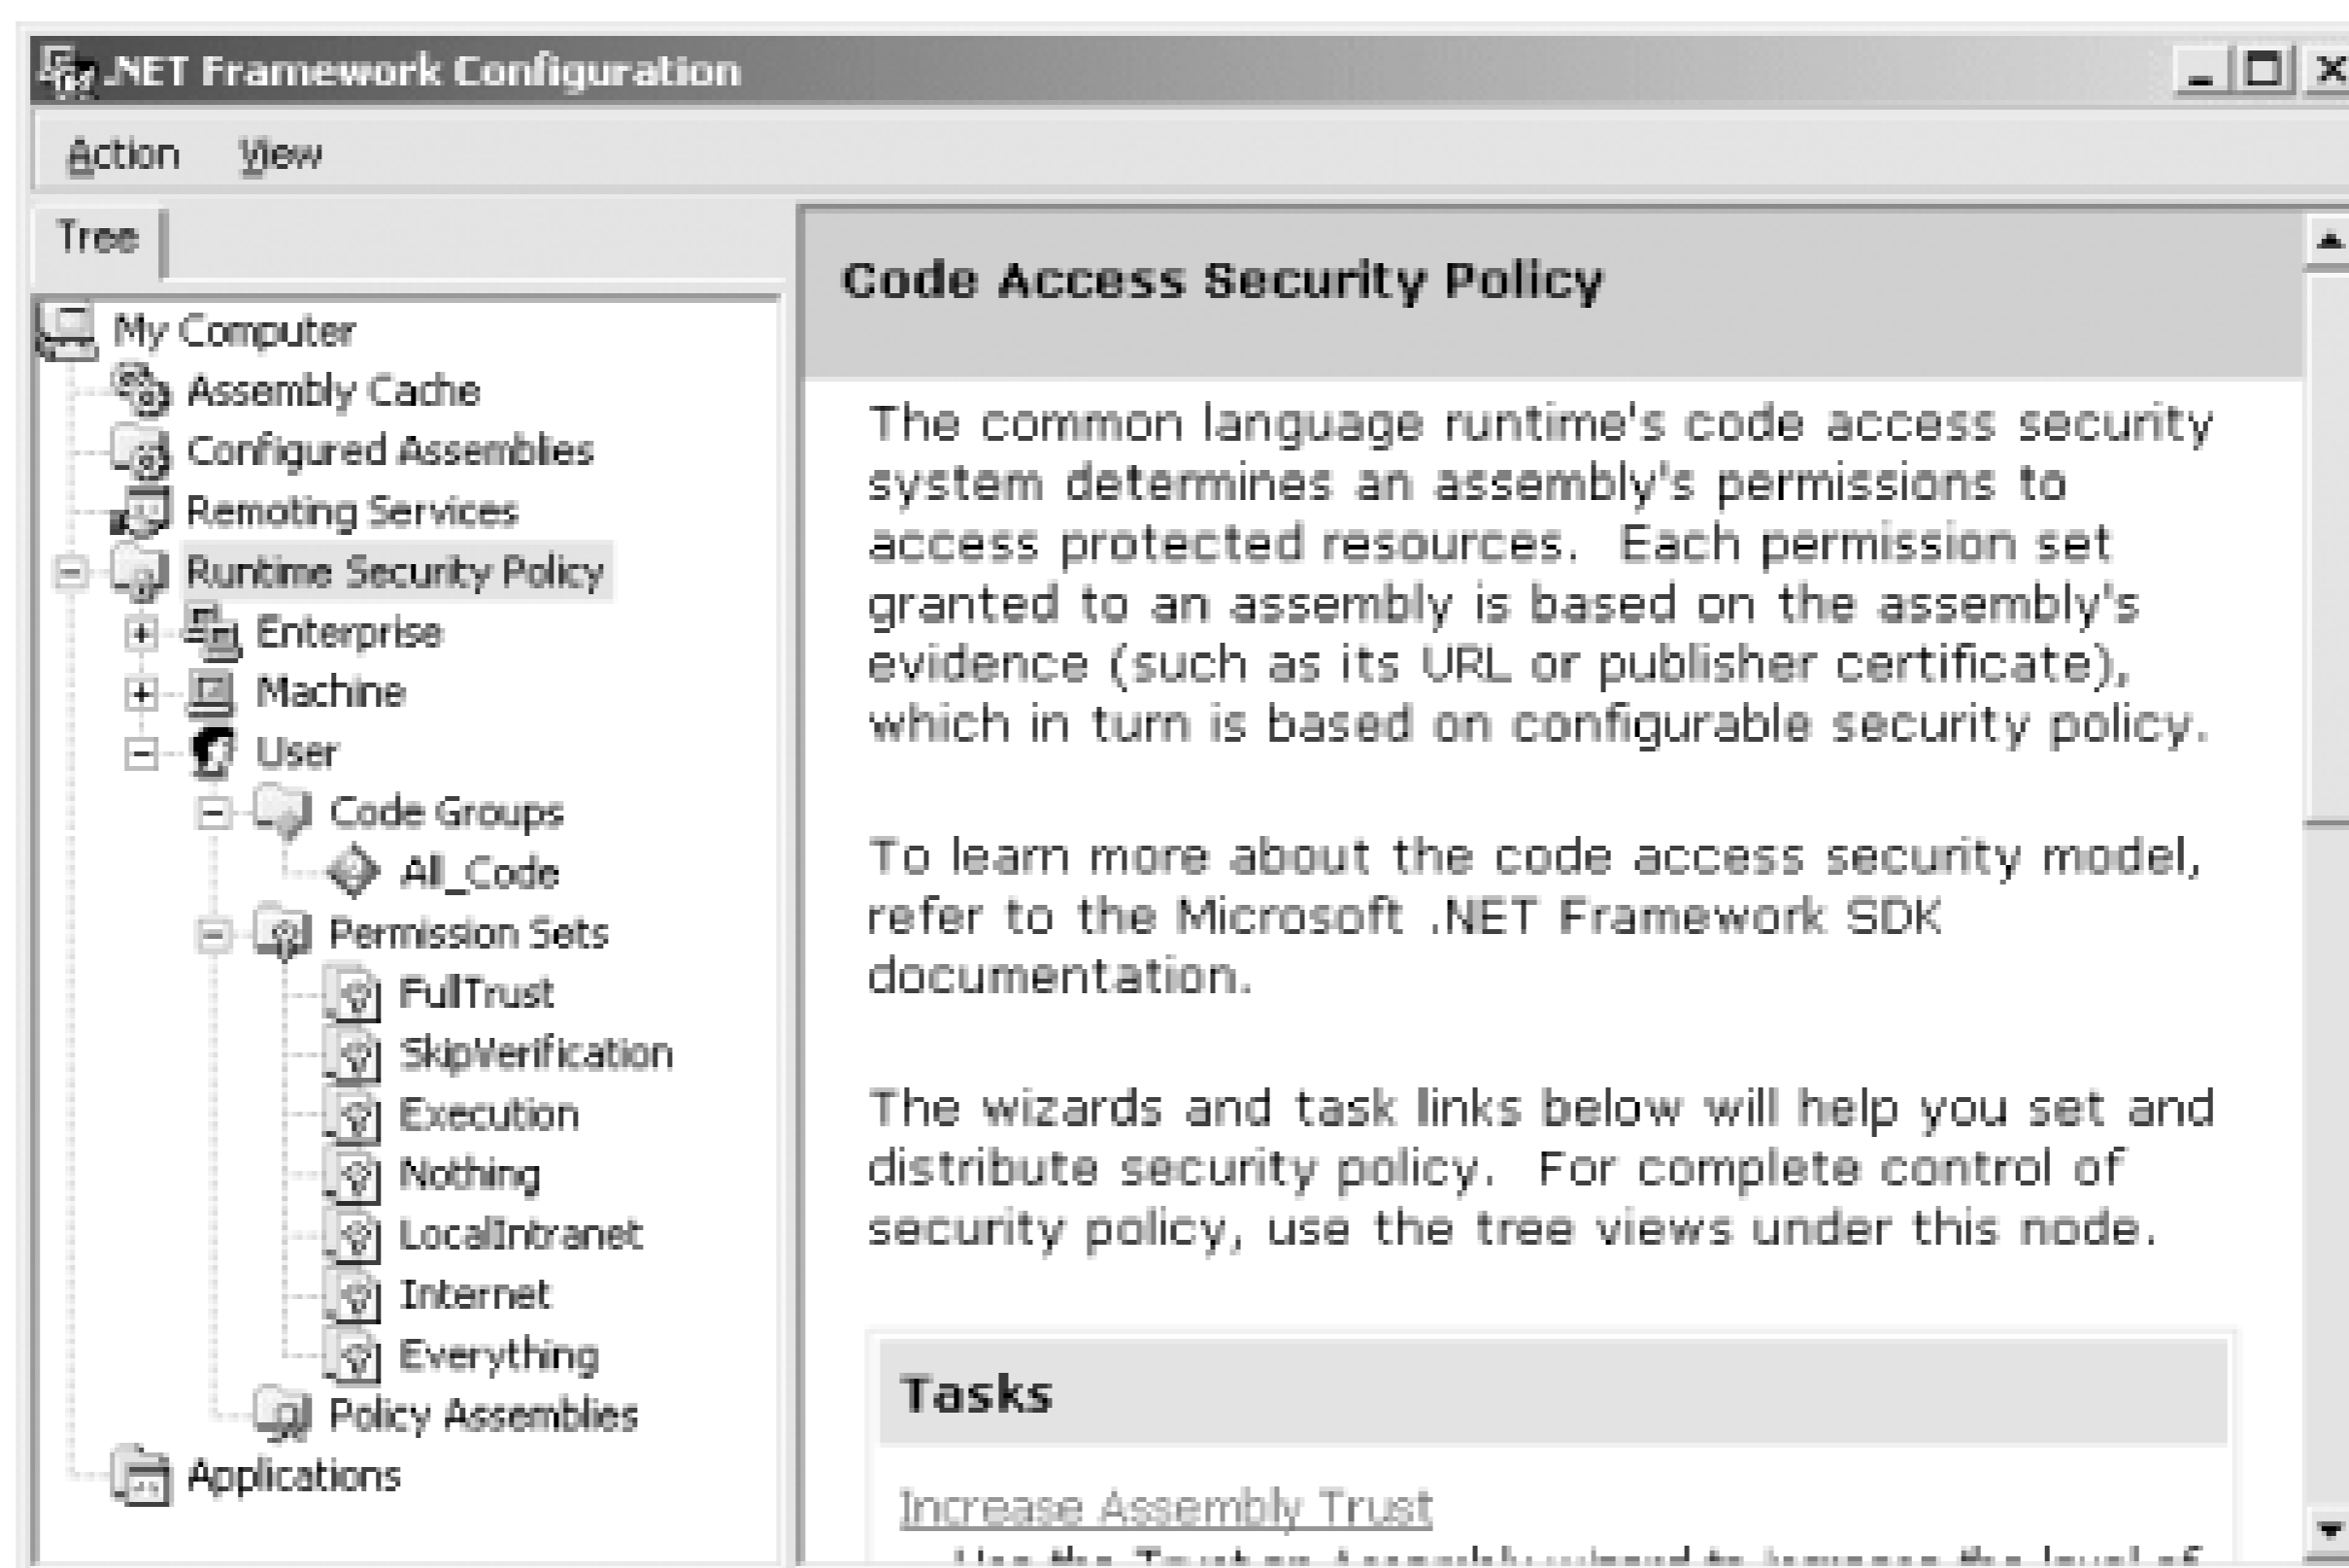 .NET Framework Configuration
Action View
Tree
My Computer
Assembly Cache
Configured Assemblies
Remoting Services
Runtime Security Policy
Enterprise
Machine
User
Code Groups
All_Code
Permission Sets
FullTrust
SkipVerification
Execution
Nothing
LocalIntranet
Internet
Everything
Policy Assemblies
Applications
Code Access Security Policy
The common language runtime's code access security
system determines an assembly's permissions to
access protected resources. Each permission set
granted to an assembly is based on the assembly's
evidence (such as its URL or publisher certificate),
which in turn is based on configurable security policy.
To learn more about the code access security model,
refer to the Microsoft .NET Framework SDK
documentation.
The wizards and task links below will help you set and
distribute security policy. For complete control of
security policy, use the tree views under this node.
Tasks
Increase Assembly Trust